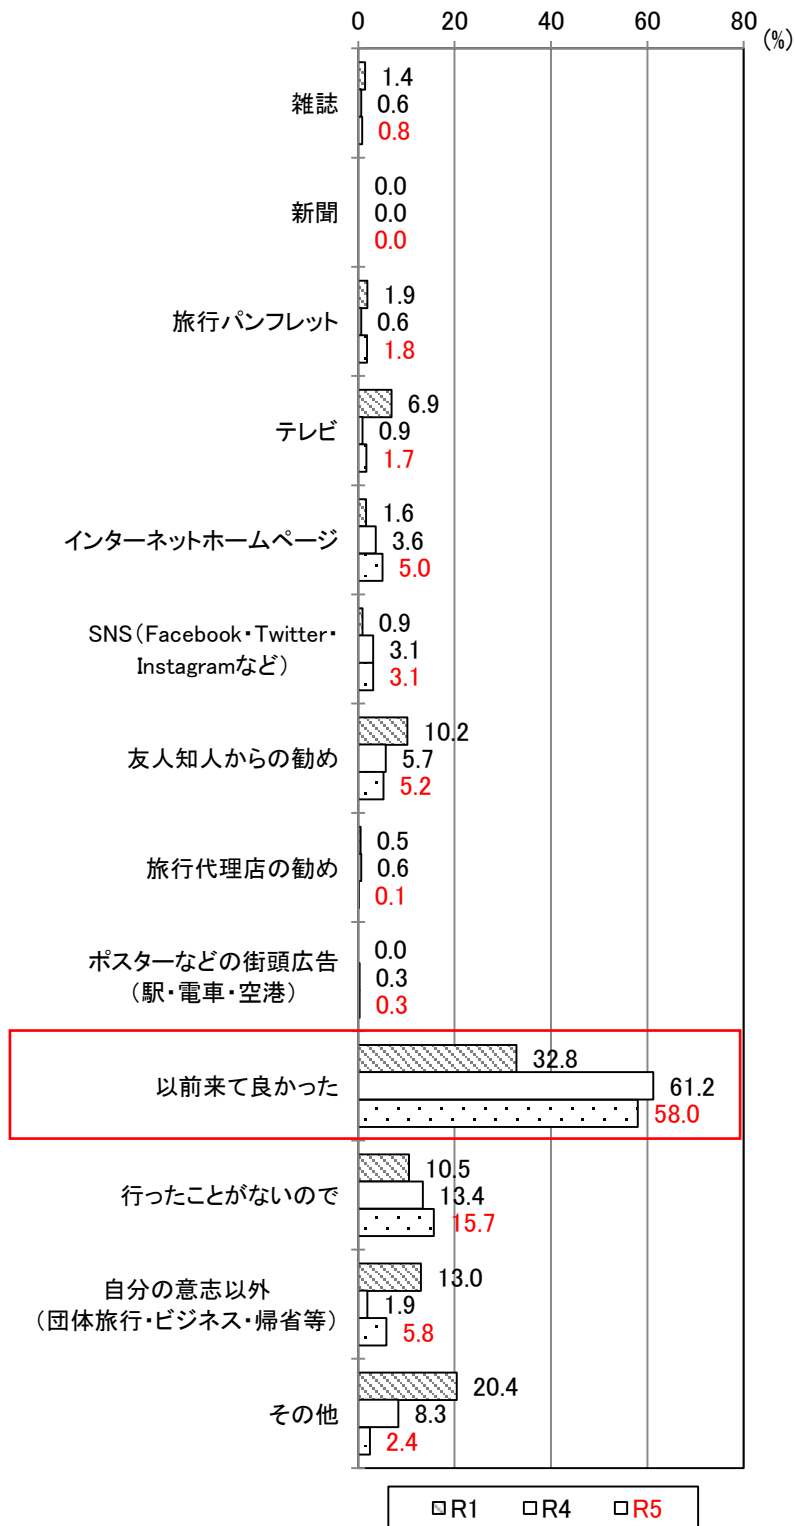 0 20 40 60 80
(%)
雑誌
1.4
0.6
0.8
新聞
0.0
0.0
0.0
旅行パンフレット
1.9
0.6
1.8
テレビ
6.9
0.9
1.7
インターネットホームページ
1.6
3.6
5.0
SNS(Facebook・Twitter・
Instagramなど)
0.9
3.1
3.1
友人知人からの勧め
10.2
5.7
5.2
旅行代理店の勧め
0.5
0.6
0.1
ポスターなどの街頭広告
(駅・電車・空港)
0.0
0.3
0.3
以前来て良かった
32.8
61.2
58.0
行ったことがないので
10.5
13.4
15.7
自分の意志以外
(団体旅行・ビジネス・帰省等)
13.0
1.9
5.8
その他
20.4
8.3
2.4
R1 R4 R5